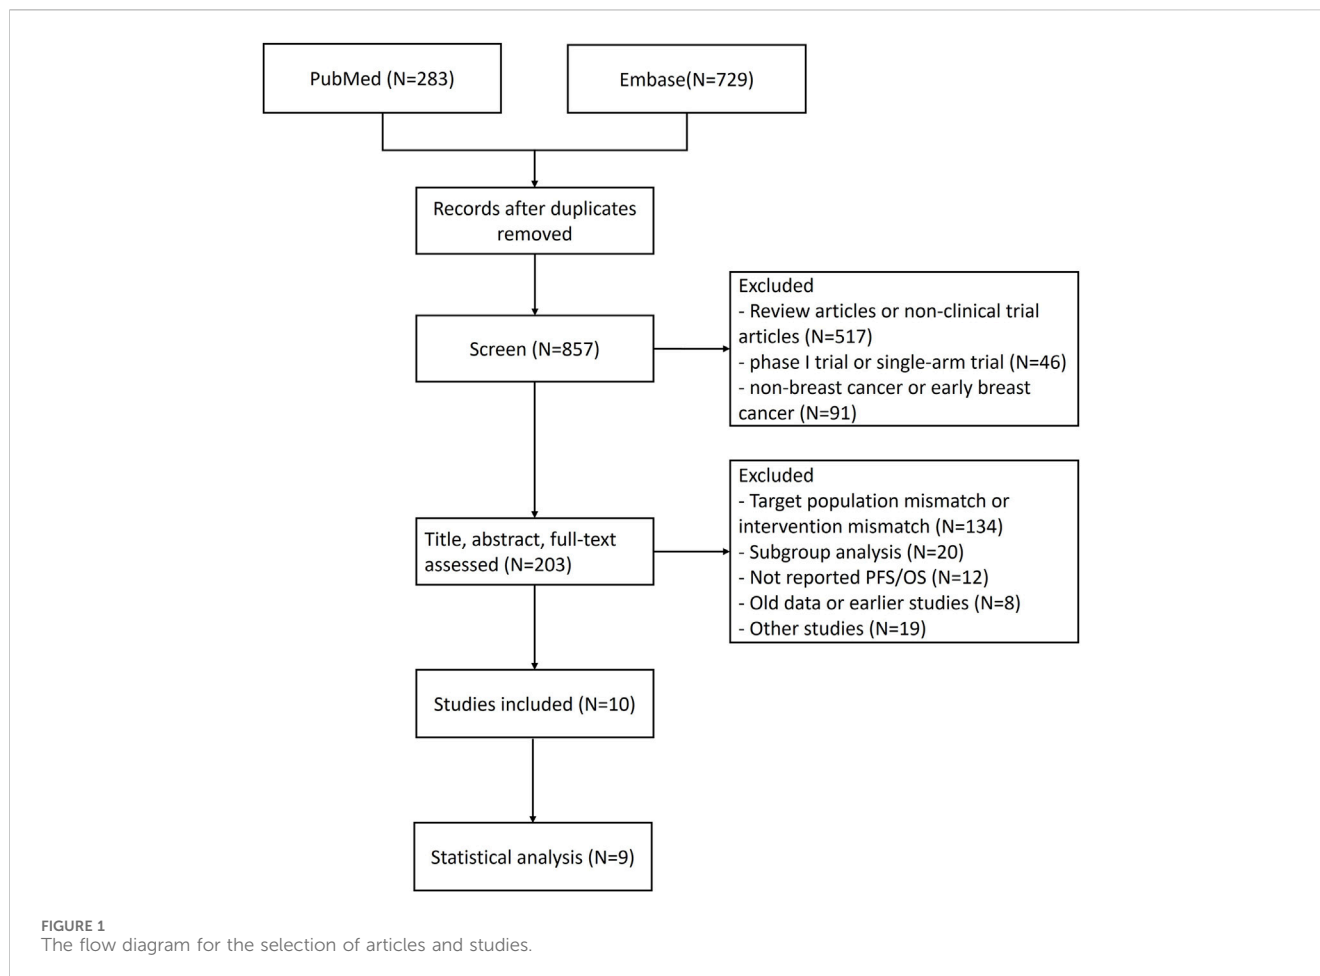 PubMed (N=283)
Embase(N=729)
Records after duplicates
removed
Screen (N=857)
Excluded
- Review articles or non-clinical trial
articles (N=517)
- phase I trial or single-arm trial (N=46)
- non-breast cancer or early breast
cancer (N=91)
Title, abstract, full-text
assessed (N=203)
Excluded
- Target population mismatch or
intervention mismatch (N=134)
- Subgroup analysis (N=20)
- Not reported PFS/OS (N=12)
- Old data or earlier studies (N=8)
- Other studies (N=19)
Studies included (N=10)
Statistical analysis (N=9)
FIGURE 1
The flow diagram for the selection of articles and studies.